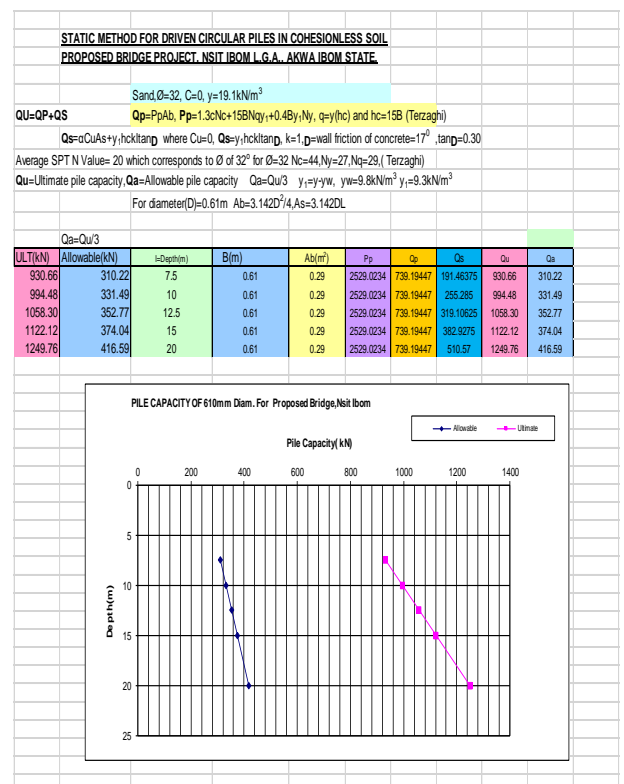 STATIC METHOD FOR DRIVEN CIRCULAR PILES IN COHESIONLESS SOIL
PROPOSED BRIDGE PROJECT. NSIT IBOM L.G.A., AKWA IBOM STATE.
Sand,Ø=32, C=0, y=19.1kN/m³
QU=QP+QS Qp=PpAb, Pp=1.3cNc+15BNqy₁+0.4By₁Ny, q=y(hc) and hc=15B (Terzaghi)
Qs=αCuAs+y₁hckltanD where Cu=0, Qs=y₁hckltanD, k=1,D=wall friction of concrete=17⁰ ,tanD=0.30
Average SPT N Value= 20 which corresponds to Ø of 32° for Ø=32 Nc=44,Ny=27,Nq=29,( Terzaghi)
Qu=Ultimate pile capacity,Qa=Allowable pile capacity Qa=Qu/3 y₁=y-yw, yw=9.8kN/m³ y₁=9.3kN/m³
For diameter(D)=0.61m Ab=3.142D²/4,As=3.142DL
Qa=Qu/3
ULT(kN) Allowable(kN) l=Depth(m) B(m) Ab(m²) Pp Qp Qs Qu Qa
930.66 310.22 7.5 0.61 0.29 2529.0234 739.19447 191.46375 930.66 310.22
994.48 331.49 10 0.61 0.29 2529.0234 739.19447 255.285 994.48 331.49
1058.30 352.77 12.5 0.61 0.29 2529.0234 739.19447 319.10625 1058.30 352.77
1122.12 374.04 15 0.61 0.29 2529.0234 739.19447 382.9275 1122.12 374.04
1249.76 416.59 20 0.61 0.29 2529.0234 739.19447 510.57 1249.76 416.59
PILE CAPACITY OF 610mm Diam. For Proposed Bridge,Nsit Ibom
Allowable Ultimate
Pile Capacity( kN)
0 200 400 600 800 1000 1200 1400
0
5
10
15
20
25
Depth(m)